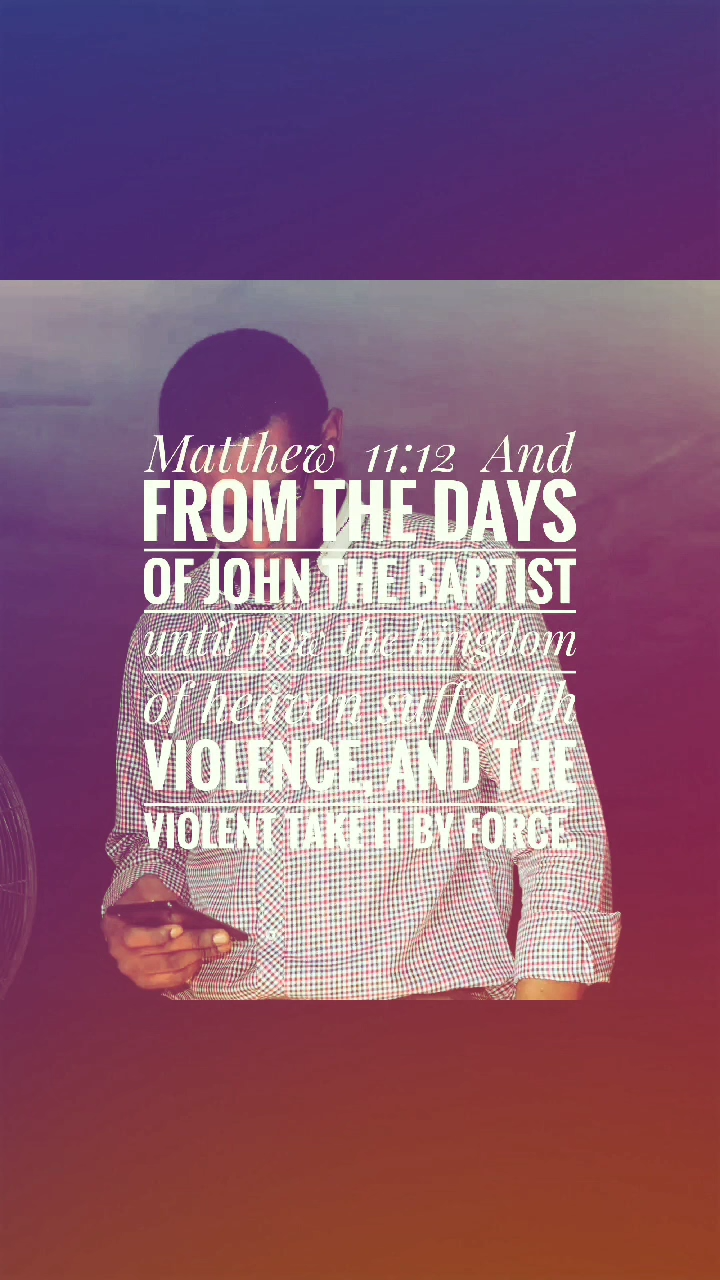 Matthew 11:12 And
FROM THE DAYS
OF JOHN THE BAPTIST
until now the kingdom
of heaven suffereth
VIOLENCE, AND THE
VIOLENT TAKE IT BY FORCE.